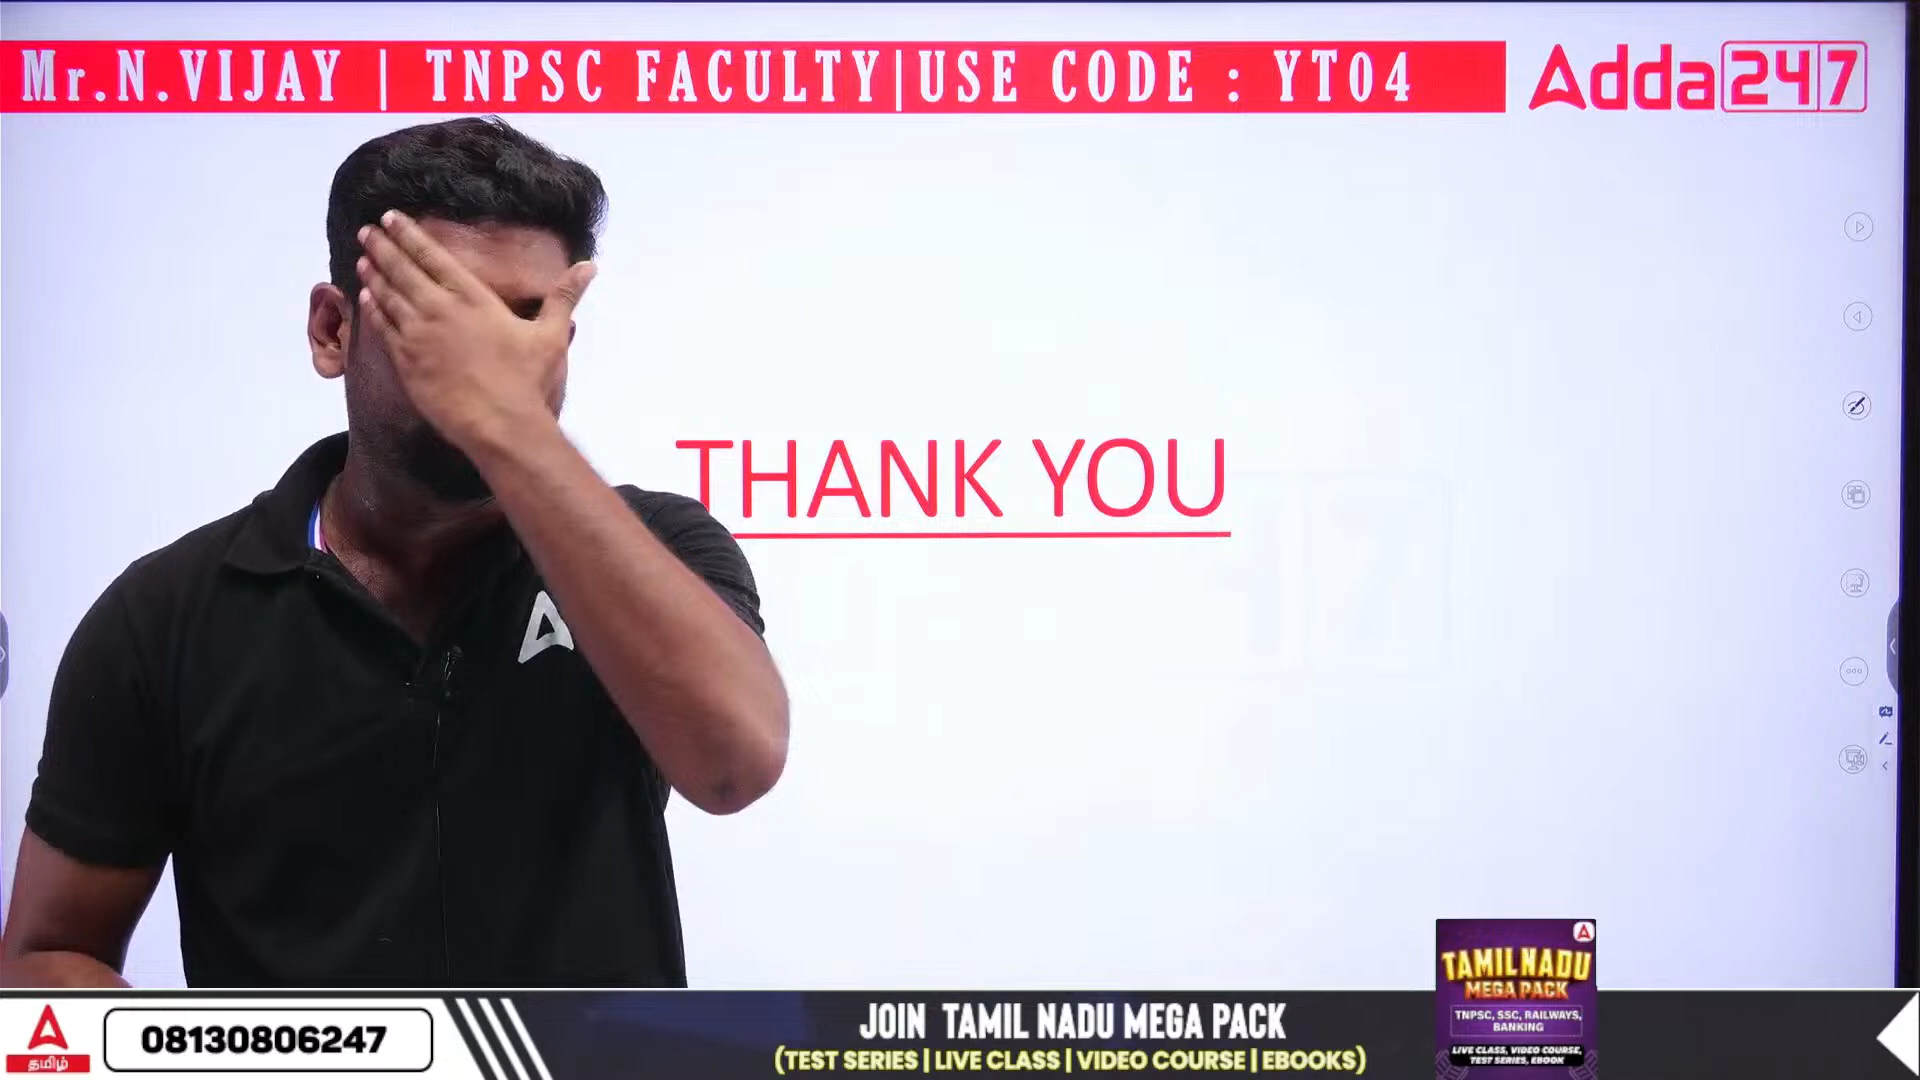 Mr.N.VIJAY | TNPSC FACULTY|USE CODE : YT04
Adda247
THANK YOU
TAMIL NADU
MEGA PACK
TNPSC, SSC, RAILWAYS,
BANKING
LIVE CLASS, VIDEO COURSE,
TEST SERIES, EBOOK
தமிழ்
08130806247
JOIN TAMIL NADU MEGA PACK
(TEST SERIES | LIVE CLASS | VIDEO COURSE | EBOOKS)